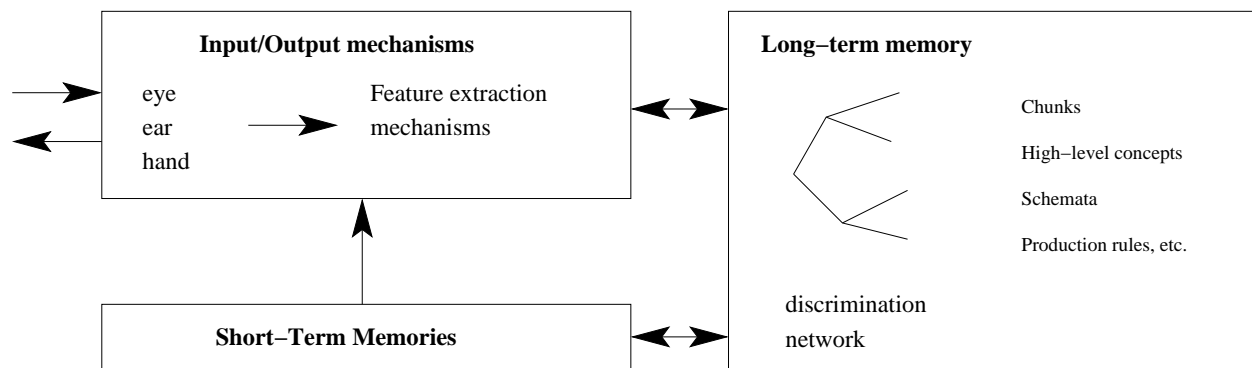 Input/Output mechanisms
eye
ear
hand
Feature extraction
mechanisms
Short−Term Memories
Long−term memory
Chunks
High−level concepts
Schemata
Production rules, etc.
discrimination
network